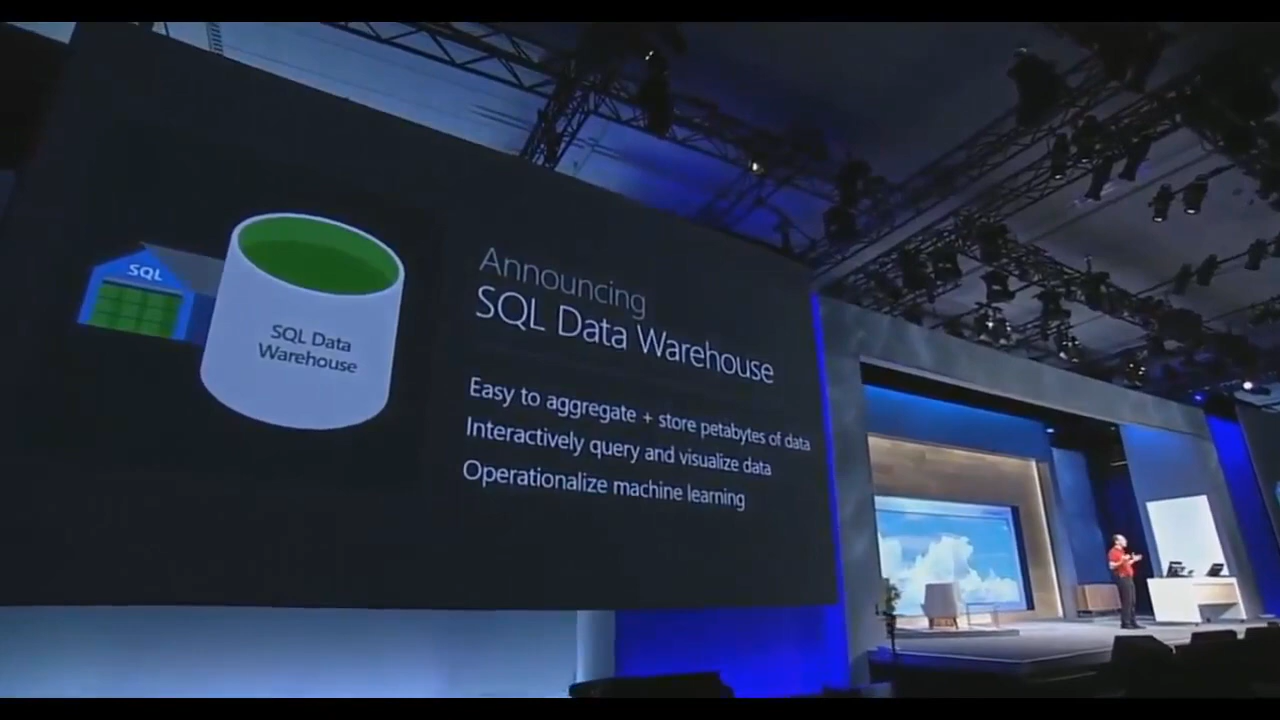 SQL
SQL Data
Warehouse
Announcing
SQL Data Warehouse
Easy to aggregate + store petabytes of data
Interactively query and visualize data
Operationalize machine learning